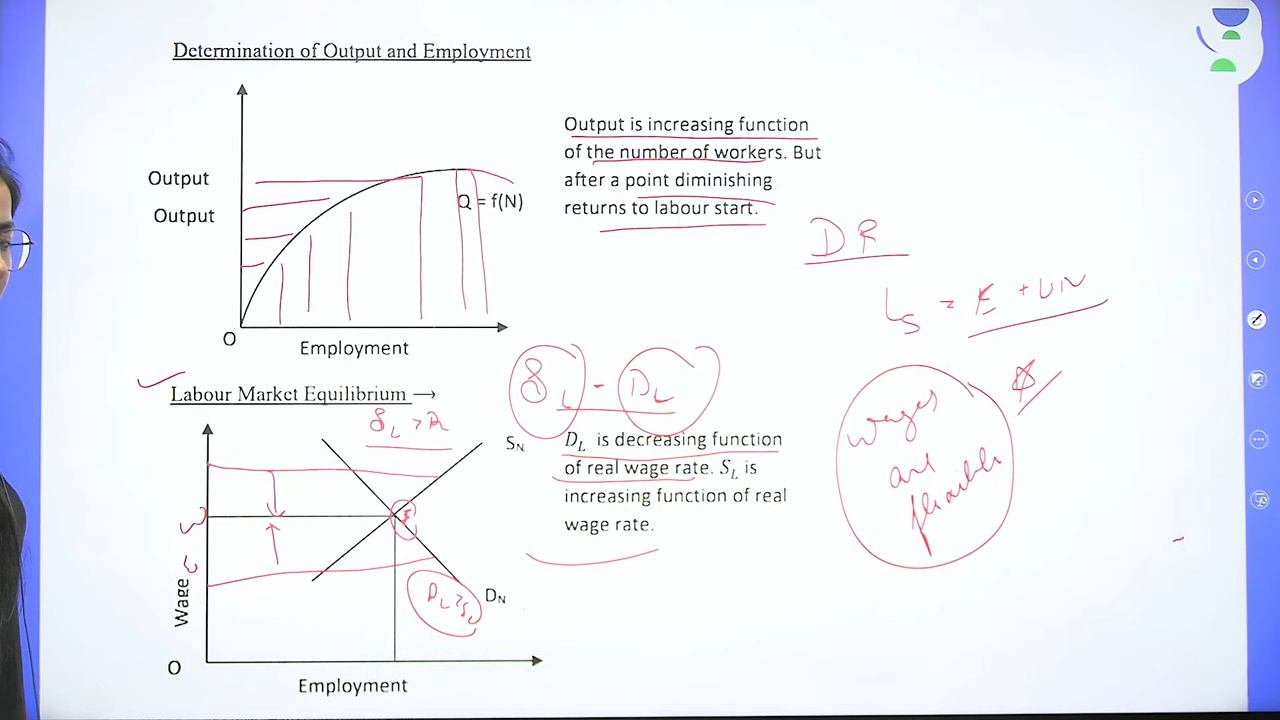 Determination of Output and Employment
Output
Output
Q = f(N)
O
Employment
Output is increasing function
of the number of workers. But
after a point diminishing
returns to labour start.
DR
LS = E + UN
Labour Market Equilibrium →
SL - DL
SL > DL
SN
W
E
Wage
DL > SL
DN
O
Employment
DL is decreasing function
of real wage rate. SL is
increasing function of real
wage rate.
wages
are
flexible